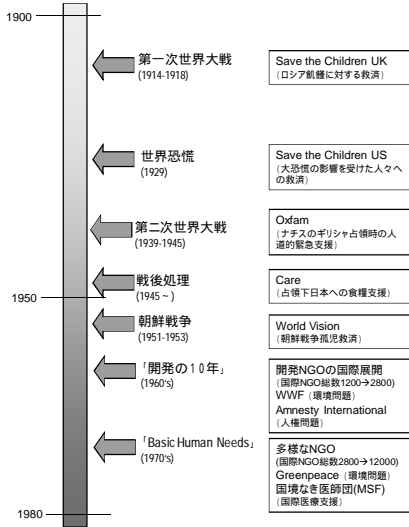 1900
第一次世界大戦
(1914-1918)
Save the Children UK
（ロシア飢饉に対する救済）
世界恐慌
(1929)
Save the Children US
（大恐慌の影響を受けた人々へ
の救済）
第二次世界大戦
(1939-1945)
Oxfam
（ナチスのギリシャ占領時の人
道的緊急支援）
戦後処理
(1945～)
Care
（占領下日本への食糧支援）
1950
朝鮮戦争
(1951-1953)
World Vision
（朝鮮戦争孤児救済）
「開発の10年」
(1960's)
開発NGOの国際展開
（国際NGO総数1200→2800）
WWF（環境問題）
Amnesty International
（人権問題）
「Basic Human Needs」
(1970's)
多様なNGO
(国際NGO総数2800→12000)
Greenpeace（環境問題）
国境なき医師団(MSF)
（国際医療支援）
1980